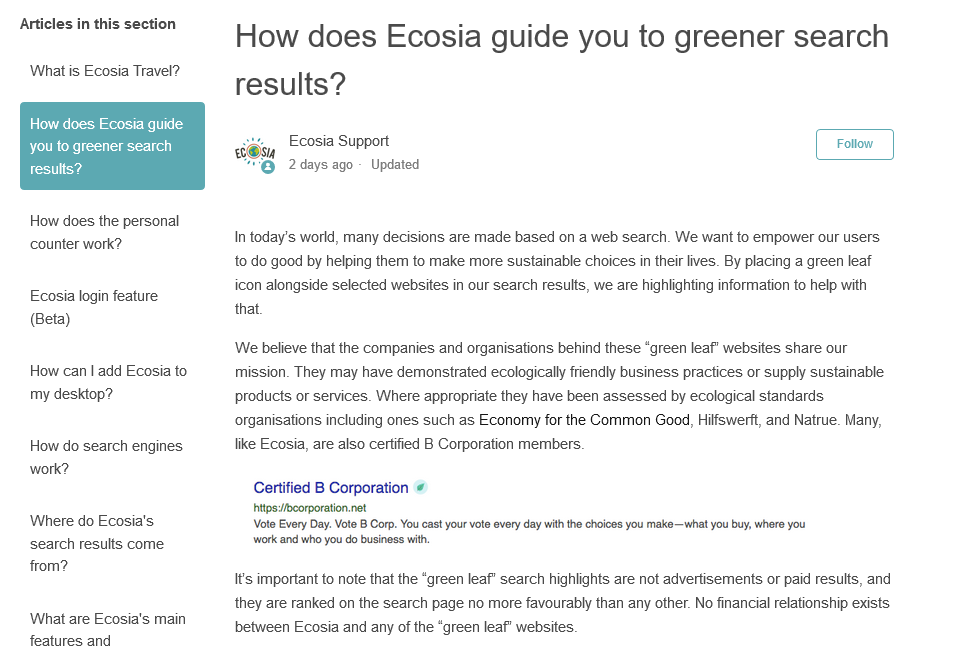 Articles in this section
What is Ecosia Travel?
How does Ecosia guide
you to greener search
results?
How does the personal
counter work?
Ecosia login feature
(Beta)
How can I add Ecosia to
my desktop?
How do search engines
work?
Where do Ecosia's
search results come
from?
What are Ecosia's main
features and
How does Ecosia guide you to greener search
results?
ECOSIA
Ecosia Support
2 days ago · Updated
Follow
In today’s world, many decisions are made based on a web search. We want to empower our users
to do good by helping them to make more sustainable choices in their lives. By placing a green leaf
icon alongside selected websites in our search results, we are highlighting information to help with
that.
We believe that the companies and organisations behind these “green leaf” websites share our
mission. They may have demonstrated ecologically friendly business practices or supply sustainable
products or services. Where appropriate they have been assessed by ecological standards
organisations including ones such as Economy for the Common Good, Hilfswerft, and Natrue. Many,
like Ecosia, are also certified B Corporation members.
Certified B Corporation
https://bcorporation.net
Vote Every Day. Vote B Corp. You cast your vote every day with the choices you make—what you buy, where you
work and who you do business with.
It’s important to note that the “green leaf” search highlights are not advertisements or paid results, and
they are ranked on the search page no more favourably than any other. No financial relationship exists
between Ecosia and any of the “green leaf” websites.